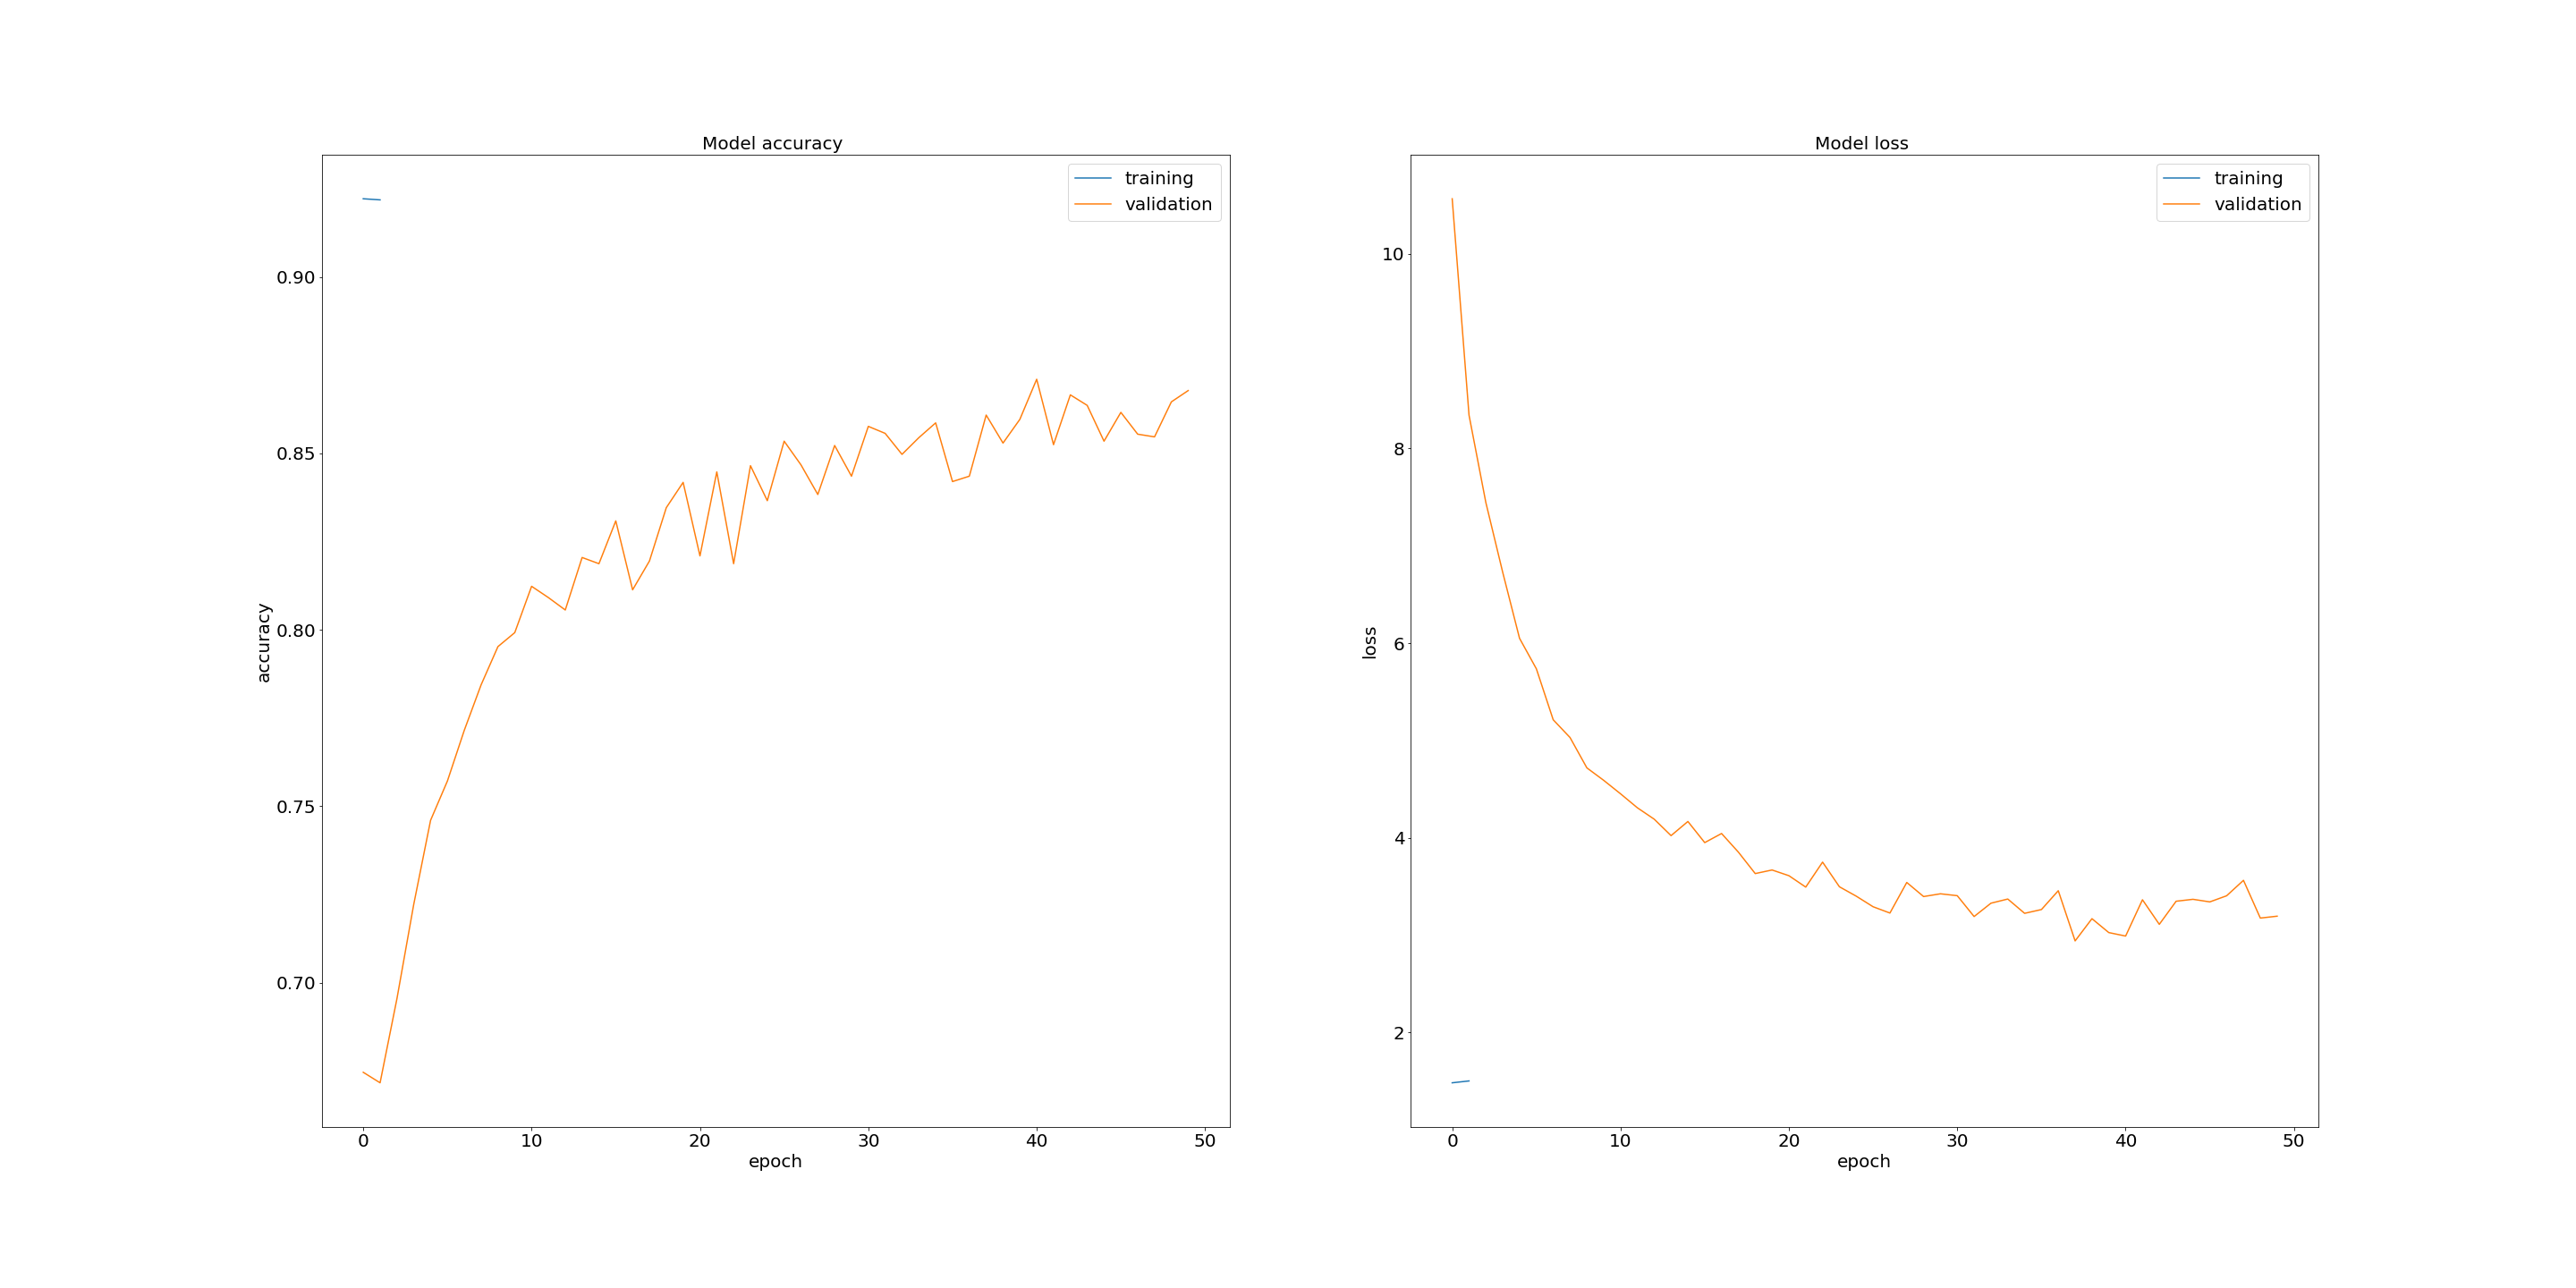 Model accuracy
training
validation
0.90
0.85
0.80
0.75
0.70
accuracy
0 10 20 30 40 50
epoch
Model loss
training
validation
10
8
6
4
2
loss
0 10 20 30 40 50
epoch